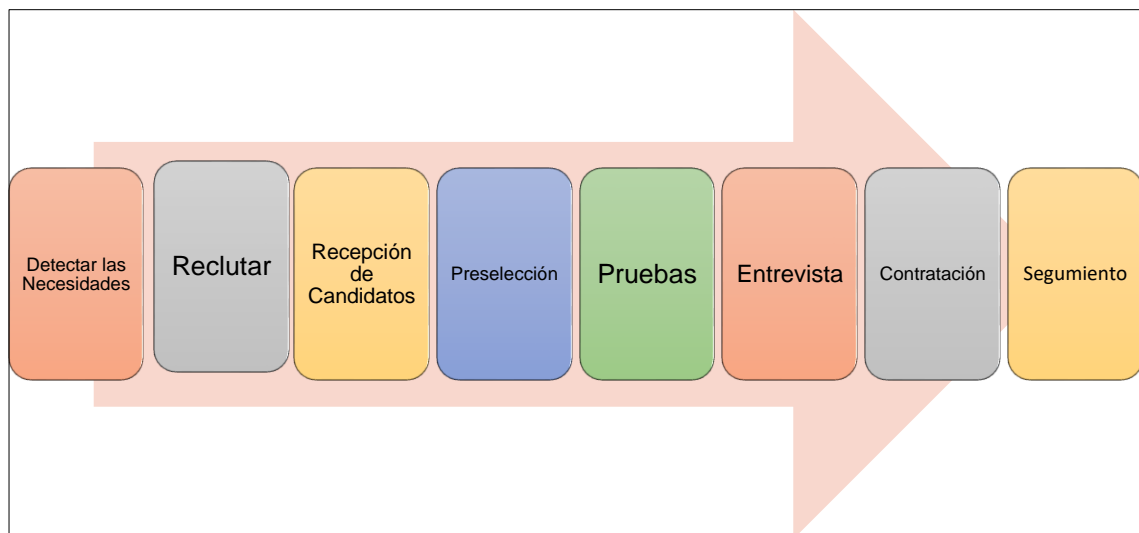 Detectar las
Necesidades
Reclutar
Recepción
de
Candidatos
Preselección
Pruebas
Entrevista
Contratación
Segumiento